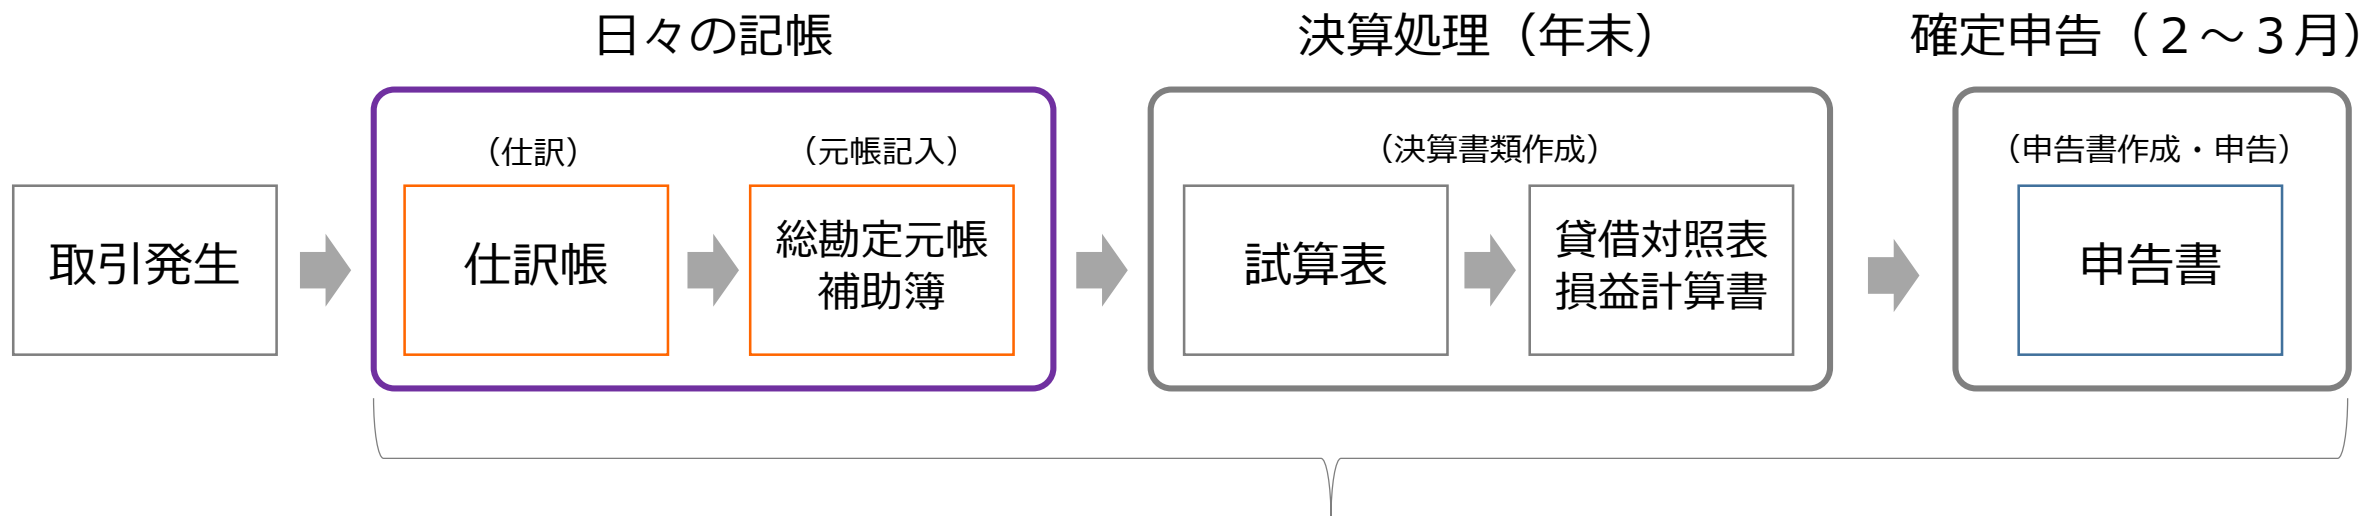 日々の記帳
決算処理（年末）
確定申告（２～３月）
（仕訳）
（元帳記入）
（決算書類作成）
（申告書作成・申告）
取引発生
仕訳帳
総勘定元帳
補助簿
試算表
貸借対照表
損益計算書
申告書